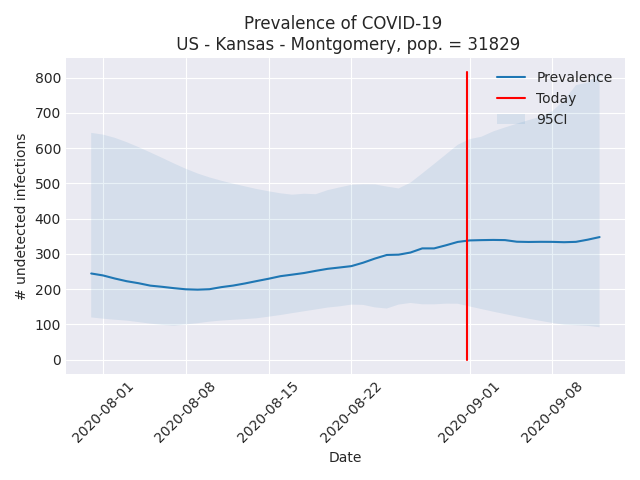 Prevalence of COVID-19
US - Kansas - Montgomery, pop. = 31829
Prevalence
Today
95CI
800
700
600
500
400
300
200
100
0
# undetected infections
2020-08-01
2020-08-08
2020-08-15
2020-08-22
2020-09-01
2020-09-08
Date